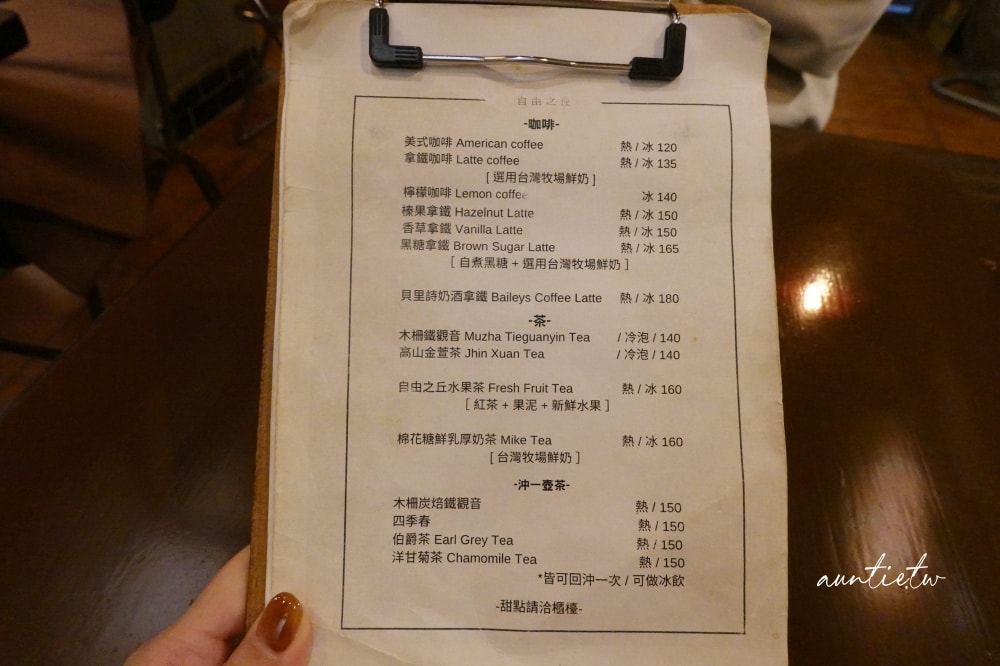 自由之丘
-咖啡-
美式咖啡 American coffee 熱 / 冰 120
拿鐵咖啡 Latte coffee 熱 / 冰 135
[ 選用台灣牧場鮮奶 ]
檸檬咖啡 Lemon coffee 冰 140
榛果拿鐵 Hazelnut Latte 熱 / 冰 150
香草拿鐵 Vanilla Latte 熱 / 冰 150
黑糖拿鐵 Brown Sugar Latte 熱 / 冰 165
[ 自煮黑糖 + 選用台灣牧場鮮奶 ]
貝里詩奶酒拿鐵 Baileys Coffee Latte 熱 / 冰 180
-茶-
木柵鐵觀音 Muzha Tieguanyin Tea / 冷泡 / 140
高山金萱茶 Jhin Xuan Tea / 冷泡 / 140
自由之丘水果茶 Fresh Fruit Tea 熱 / 冰 160
[ 紅茶 + 果泥 + 新鮮水果 ]
棉花糖鮮乳厚奶茶 Mike Tea 熱 / 冰 160
[ 台灣牧場鮮奶 ]
-沖一壺茶-
木柵炭焙鐵觀音 熱 / 150
四季春 熱 / 150
伯爵茶 Earl Grey Tea 熱 / 150
洋甘菊茶 Chamomile Tea 熱 / 150
*皆可回沖一次 / 可做冰飲
-甜點請洽櫃檯-
auntietw